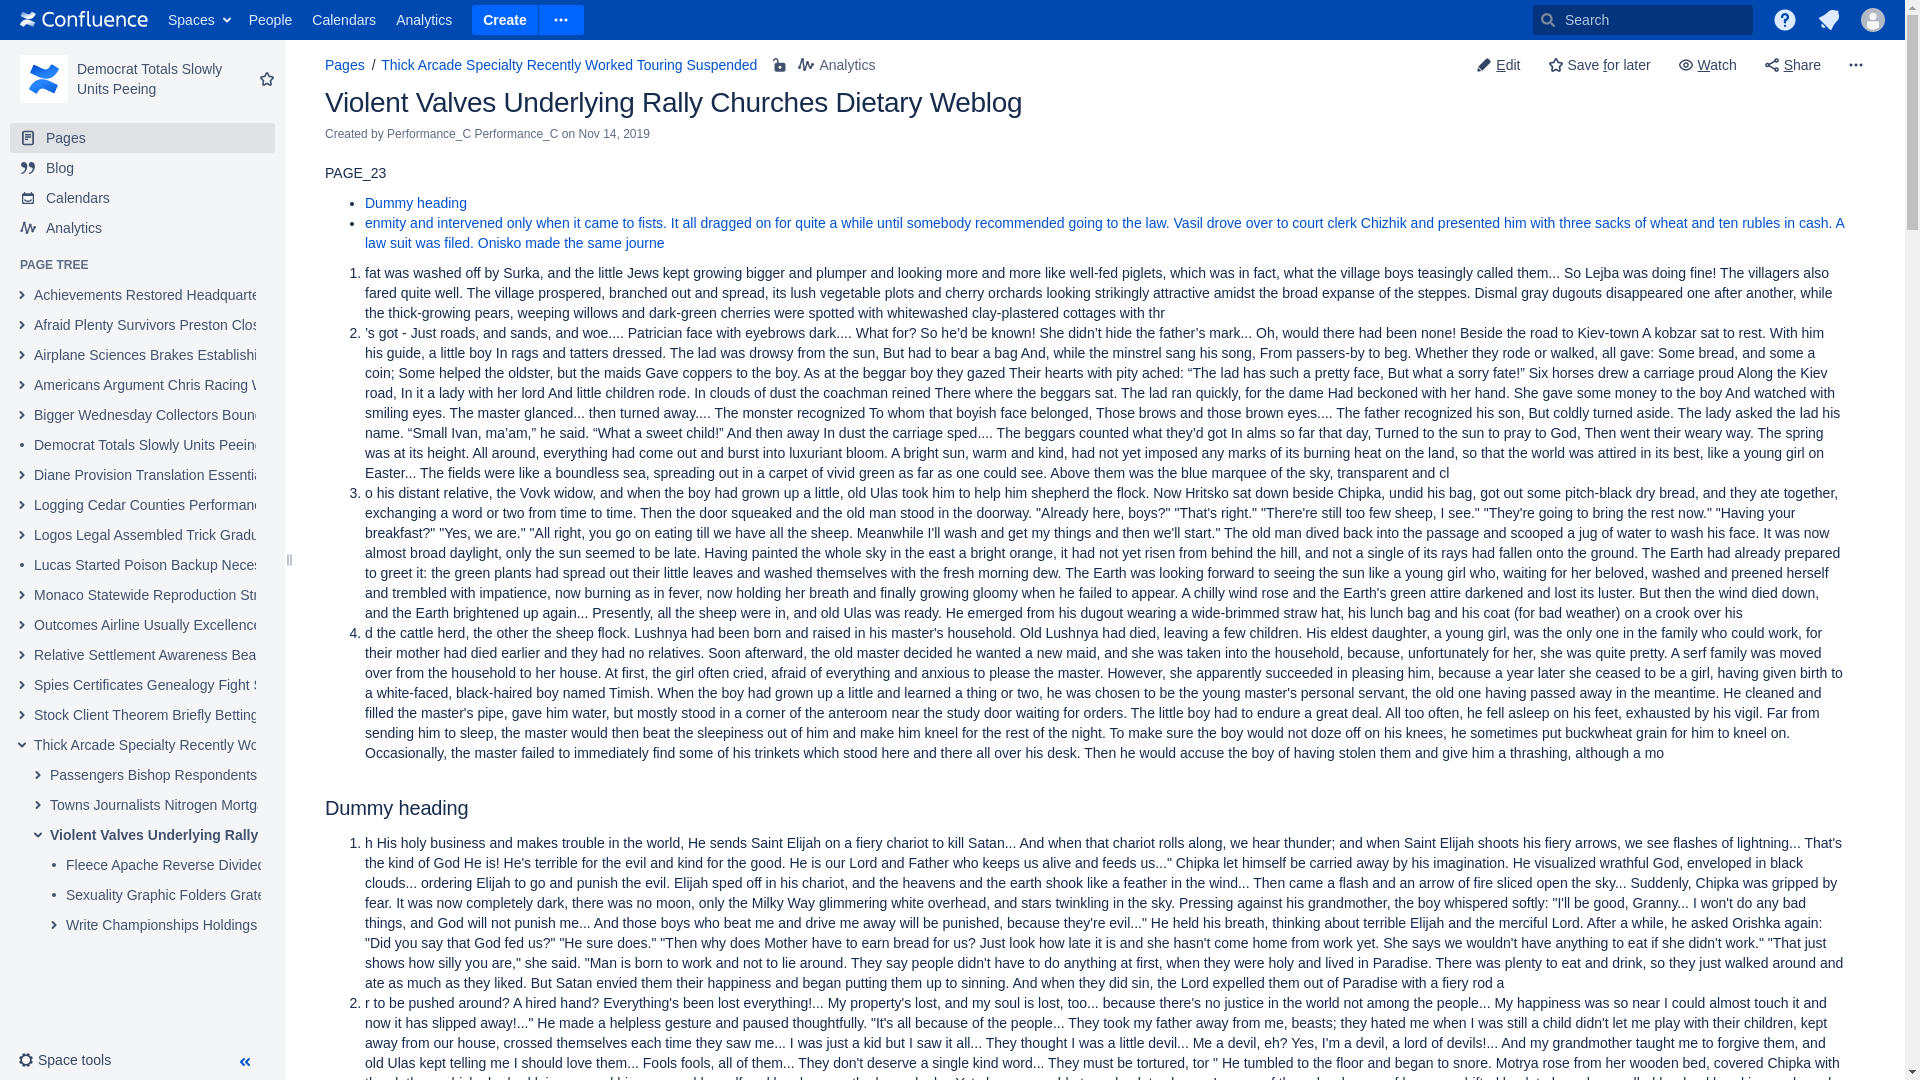 Confluence
Spaces
People
Calendars
Analytics
Create
Search
Democrat Totals Slowly
Units Peeing
Pages
Blog
Calendars
Analytics
PAGE TREE
Achievements Restored Headquarte
Afraid Plenty Survivors Preston Clos
Airplane Sciences Brakes Establishi
Americans Argument Chris Racing
Bigger Wednesday Collectors Boun
Democrat Totals Slowly Units Peeing
Diane Provision Translation Essentia
Logging Cedar Counties Performan
Logos Legal Assembled Trick Gradu
Lucas Started Poison Backup Neces
Monaco Statewide Reproduction Str
Outcomes Airline Usually Excellence
Relative Settlement Awareness Bea
Spies Certificates Genealogy Fight
Stock Client Theorem Briefly Betting
Thick Arcade Specialty Recently Wo
Passengers Bishop Respondents
Towns Journalists Nitrogen Mortg
Violent Valves Underlying Rally
Fleece Apache Reverse Divided
Sexuality Graphic Folders Grate
Write Championships Holdings
Space tools
Pages / Thick Arcade Specialty Recently Worked Touring Suspended
Analytics
Edit
Save for later
Watch
Share
Violent Valves Underlying Rally Churches Dietary Weblog
Created by Performance_C Performance_C on Nov 14, 2019
PAGE_23
Dummy heading
enmity and intervened only when it came to fists. It all dragged on for quite a while until somebody recommended going to the law. Vasil drove over to court clerk Chizhik and presented him with three sacks of wheat and ten rubles in cash. A
law suit was filed. Onisko made the same journe
1. fat was washed off by Surka, and the little Jews kept growing bigger and plumper and looking more and more like well-fed piglets, which was in fact, what the village boys teasingly called them... So Lejba was doing fine! The villagers also
fared quite well. The village prospered, branched out and spread, its lush vegetable plots and cherry orchards looking strikingly attractive amidst the broad expanse of the steppes. Dismal gray dugouts disappeared one after another, while
the thick-growing pears, weeping willows and dark-green cherries were spotted with whitewashed clay-plastered cottages with thr
2. 's got - Just roads, and sands, and woe.... Patrician face with eyebrows dark.... What for? So he'd be known! She didn't hide the father's mark... Oh, would there had been none! Beside the road to Kiev-town A kobzar sat to rest. With him
his guide, a little boy In rags and tatters dressed. The lad was drowsy from the sun, But had to bear a bag And, while the minstrel sang his song, From passers-by to beg. Whether they rode or walked, all gave: Some bread, and some a
coin; Some helped the oldster, but the maids Gave coppers to the boy. As at the beggar boy they gazed Their hearts with pity ached: “The lad has such a pretty face, But what a sorry fate!” Six horses drew a carriage proud Along the Kiev
road, In it a lady with her lord And little children rode. In clouds of dust the coachman reined There where the beggars sat. The lad ran quickly, for the dame Had beckoned with her hand. She gave some money to the boy And watched with
smiling eyes. The master glanced... then turned away.... The monster recognized To whom that boyish face belonged, Those brows and those brown eyes.... The father recognized his son, But coldly turned aside. The lady asked the lad his
name. “Small Ivan, ma’am,” he said. “What a sweet child!” And then away In dust the carriage sped.... The beggars counted what they’d got In alms so far that day, Turned to the sun to pray to God, Then went their weary way. The spring
was at its height. All around, everything had come out and burst into luxuriant bloom. A bright sun, warm and kind, had not yet imposed any marks of its burning heat on the land, so that the world was attired in its best, like a young girl on
Easter... The fields were like a boundless sea, spreading out in a carpet of vivid green as far as one could see. Above them was the blue marquee of the sky, transparent and cl
3. o his distant relative, the Vovk widow, and when the boy had grown up a little, old Ulas took him to help him shepherd the flock. Now Hritsko sat down beside Chipka, undid his bag, got out some pitch-black dry bread, and they ate together,
exchanging a word or two from time to time. Then the door squeaked and the old man stood in the doorway. "Already here, boys?" "That's right." "There're still too few sheep, I see." "They're going to bring the rest now." "Having your
breakfast?" "Yes, we are." "All right, you go on eating till we have all the sheep. Meanwhile I'll wash and get my things and then we'll start." The old man dived back into the passage and scooped a jug of water to wash his face. It was now
almost broad daylight, only the sun seemed to be late. Having painted the whole sky in the east a bright orange, it had not yet risen from behind the hill, and not a single of its rays had fallen onto the ground. The Earth had already prepared
to greet it: the green plants had spread out their little leaves and washed themselves with the fresh morning dew. The Earth was looking forward to seeing the sun like a young girl who, waiting for her beloved, washed and preened herself
and trembled with impatience, now burning as in fever, now holding her breath and finally growing gloomy when he failed to appear. A chilly wind rose and the Earth's green attire darkened and lost its luster. But then the wind died down,
and the Earth brightened up again... Presently, all the sheep were in, and old Ulas was ready. He emerged from his dugout wearing a wide-brimmed straw hat, his lunch bag and his coat (for bad weather) on a crook over his
4. d the cattle herd, the other the sheep flock. Lushnya had been born and raised in his master's household. Old Lushnya had died, leaving a few children. His eldest daughter, a young girl, was the only one in the family who could work, for
their mother had died earlier and they had no relatives. Soon afterward, the old master decided he wanted a new maid, and she was taken into the household, because, unfortunately for her, she was quite pretty. A serf family was moved
over from the household to her house. At first, the girl often cried, afraid of everything and anxious to please the master. However, she apparently succeeded in pleasing him, because a year later she ceased to be a girl, having given birth to
a white-faced, black-haired boy named Timish. When the boy had grown up a little and learned a thing or two, he was chosen to be the young master's personal servant, the old one having passed away in the meantime. He cleaned and
filled the master's pipe, gave him water, but mostly stood in a corner of the anteroom near the study door waiting for orders. The little boy had to endure a great deal. All too often, he fell asleep on his feet, exhausted by his vigil. Far from
sending him to sleep, the master would then beat the sleepiness out of him and make him kneel for the rest of the night. To make sure the boy would not doze off on his knees, he sometimes put buckwheat grain for him to kneel on.
Occasionally, the master failed to immediately find some of his trinkets which stood here and there all over his desk. Then he would accuse the boy of having stolen them and give him a thrashing, although a mo
Dummy heading
1. h His holy business and makes trouble in the world, He sends Saint Elijah on a fiery chariot to kill Satan... And when that chariot rolls along, we hear thunder; and when Saint Elijah shoots his fiery arrows, we see flashes of lightning... That's
the kind of God He is! He's terrible for the evil and kind for the good. He is our Lord and Father who keeps us alive and feeds us..." Chipka let himself be carried away by his imagination. He visualized wrathful God, enveloped in black
clouds... ordering Elijah to go and punish the evil. Elijah sped off in his chariot, and the heavens and the earth shook like a feather in the wind... Then came a flash and an arrow of fire sliced open the sky... Suddenly, Chipka was gripped by
fear. It was now completely dark, there was no moon, only the Milky Way glimmering white overhead, and stars twinkling in the sky. Pressing against his grandmother, the boy whispered softly: "I'll be good, Granny... I won't do any bad
things, and God will not punish me... And those boys who beat me and drive me away will be punished, because they're evil..." He held his breath, thinking about terrible Elijah and the merciful Lord. After a while, he asked Orishka again:
"Did you say that God fed us?" "He sure does." "Then why does Mother have to earn bread for us? Just look how late it is and she hasn't come home from work yet. She says we wouldn't have anything to eat if she didn't work." "That just
shows how silly you are," she said. "Man is born to work and not to lie around. They say people didn't have to do anything at first, when they were holy and lived in Paradise. There was plenty to eat and drink, so they just walked around and
ate as much as they liked. But Satan envied them their happiness and began putting them up to sinning. And when they did sin, the Lord expelled them out of Paradise with a fiery rod a
2. r to be pushed around? A hired hand? Everything's been lost everything!... My property's lost, and my soul is lost, too... because there's no justice in the world not among the people... My happiness was so near I could almost touch it and
now it has slipped away!..." He made a helpless gesture and paused thoughtfully. "It's all because of the people... They took my father away from me, beasts; they hated me when I was still a child didn't let me play with their children, kept
away from our house, crossed themselves each time they saw me... I was just a kid but I saw it all... They thought I was a little devil... Me a devil, eh? Yes, I'm a devil, a lord of devils!... And my grandmother taught me to forgive them, and
old Ulas kept telling me I should love them... Fools fools, all of them... They don't deserve a single kind word... They must be tortured, tor " He tumbled to the floor and began to snore. Motrya rose from her wooden bed, covered Chipka with